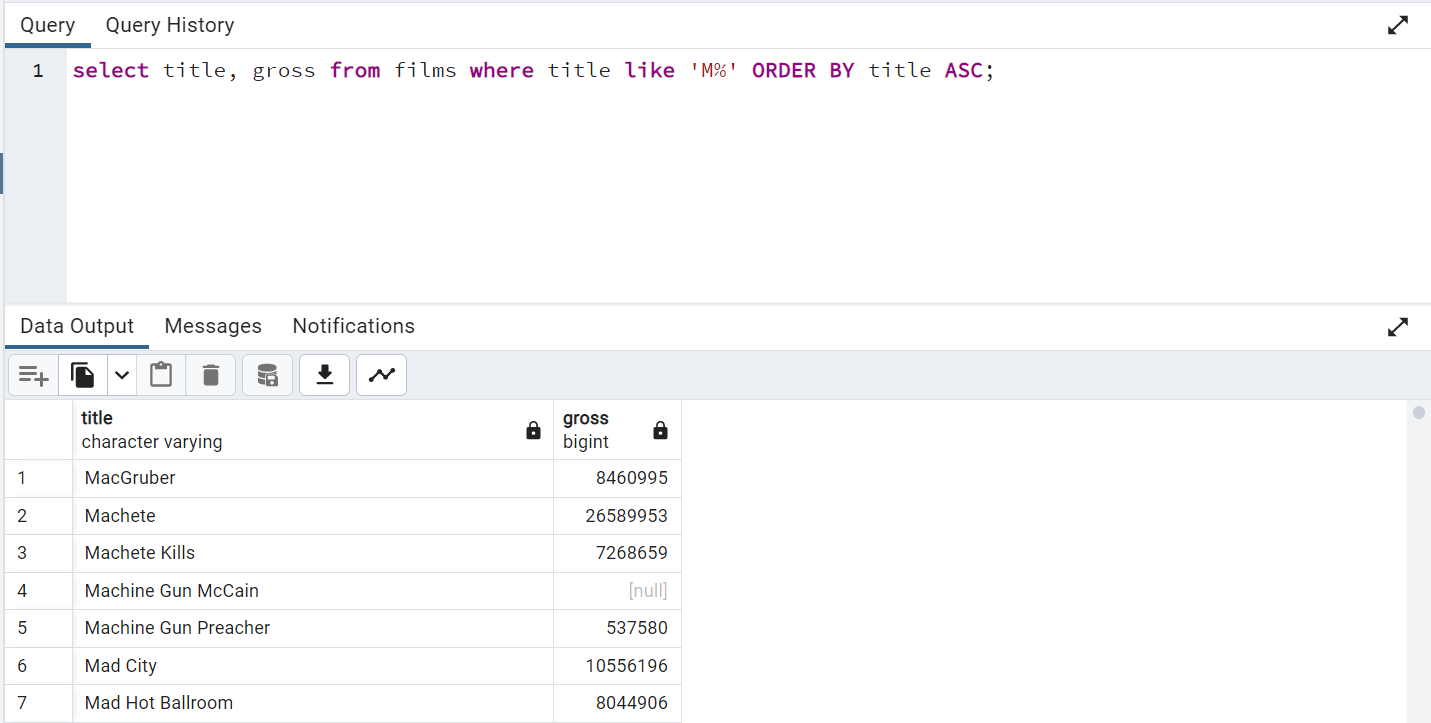 Query Query History
1 select title, gross from films where title like 'M%' ORDER BY title ASC;
Data Output Messages Notifications
title gross
character varying bigint
1 MacGruber 8460995
2 Machete 26589953
3 Machete Kills 7268659
4 Machine Gun McCain [null]
5 Machine Gun Preacher 537580
6 Mad City 10556196
7 Mad Hot Ballroom 8044906